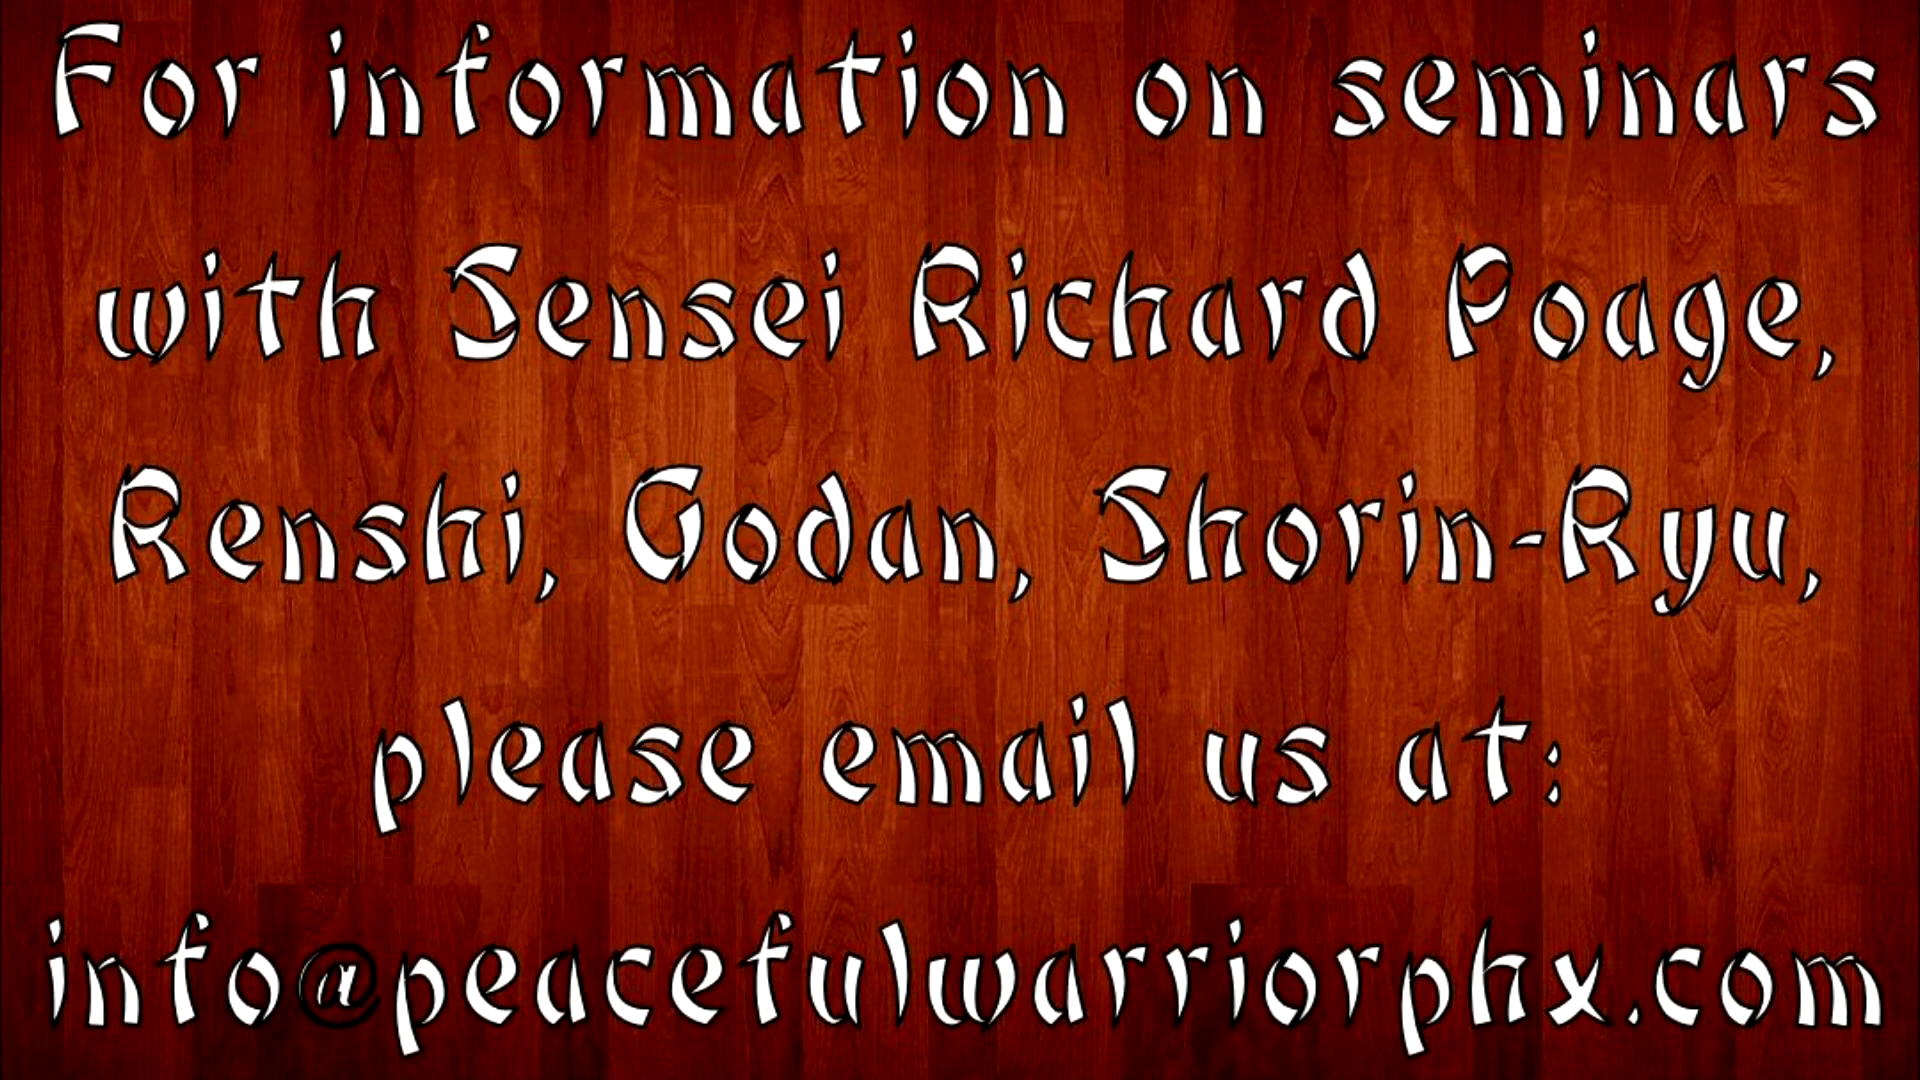 For information on seminars
with Sensei Richard Poage,
Renshi, Godan, Shorin-Ryu,
please email us at:
info@peacefulwarriorphx.com